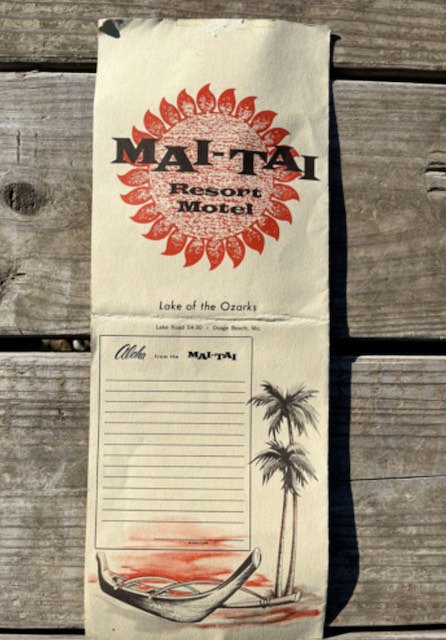 MAI-TAI
Resort
Motel
Lake of the Ozarks
Lake Road 54-30 - Osage Beach, Mo.
Aloha from the MAI-TAI